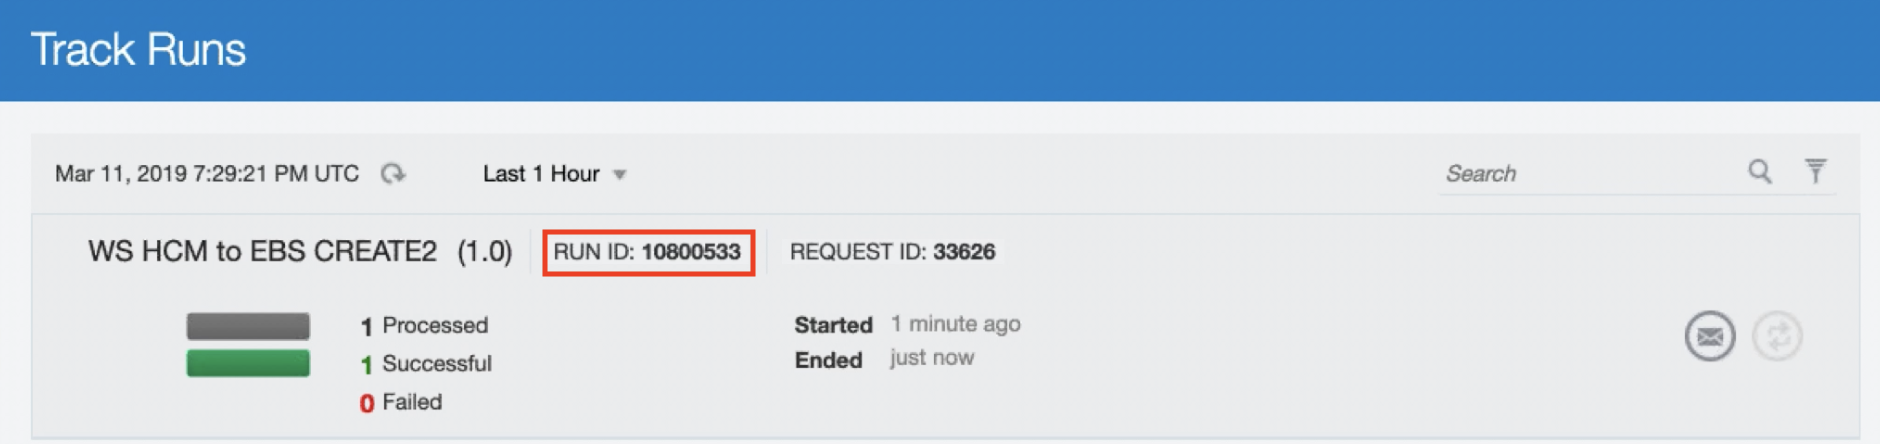 Track Runs
Mar 11, 2019 7:29:21 PM UTC Last 1 Hour Search
WS HCM to EBS CREATE2 (1.0) RUN ID: 10800533 REQUEST ID: 33626
1 Processed Started 1 minute ago
1 Successful Ended just now
0 Failed